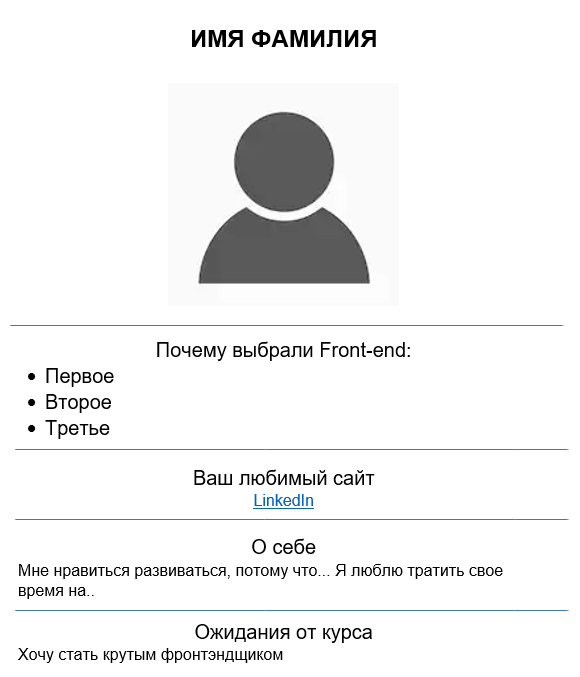 ИМЯ ФАМИЛИЯ
Почему выбрали Front-end:
• Первое
• Второе
• Третье
Ваш любимый сайт
LinkedIn
О себе
Мне нравиться развиваться, потому что... Я люблю тратить свое
время на..
Ожидания от курса
Хочу стать крутым фронтэндщиком